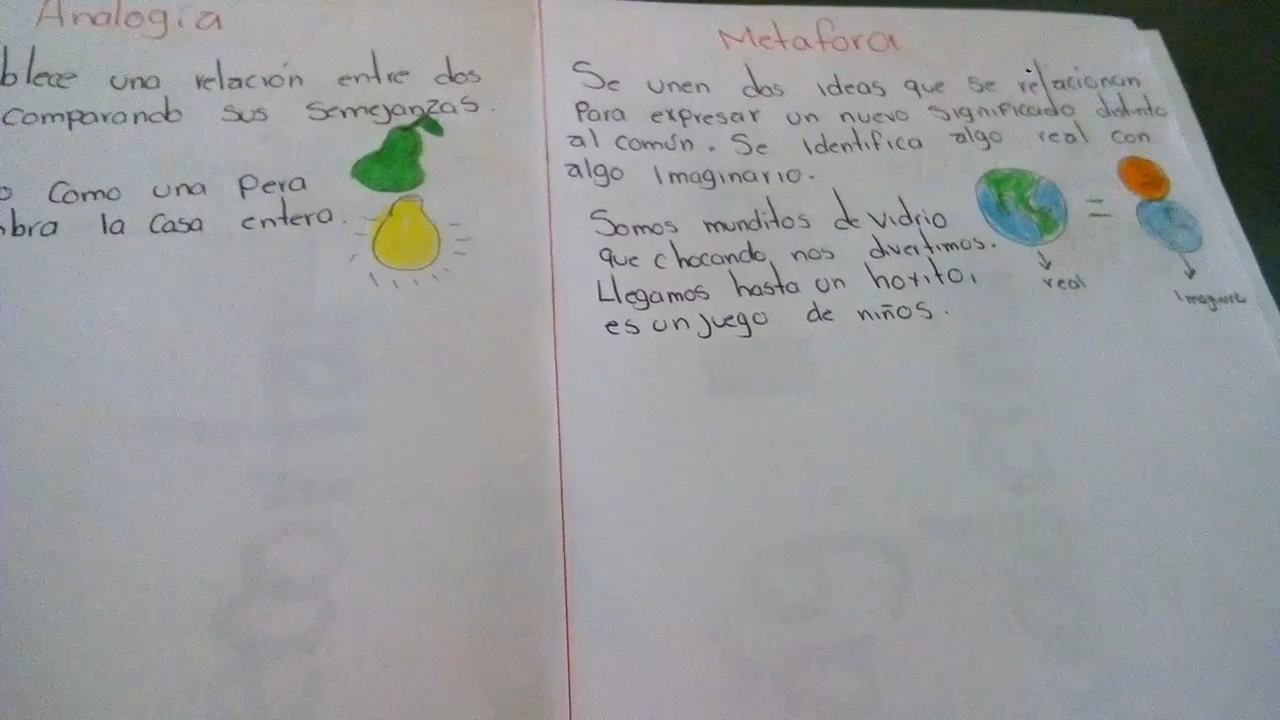 Analogia
blece una relación entre dos
comparando sus semejanzas.
o como una pera
bra la casa entera.
Metafora
Se unen dos ideas que se relacionan
para expresar un nuevo significado distinto
al común. Se identifica algo real con
algo imaginario.
Somos munditos de vidrio
que chocando, nos divertimos.
Llegamos hasta un hoyito,
es un juego de niños.
=
real